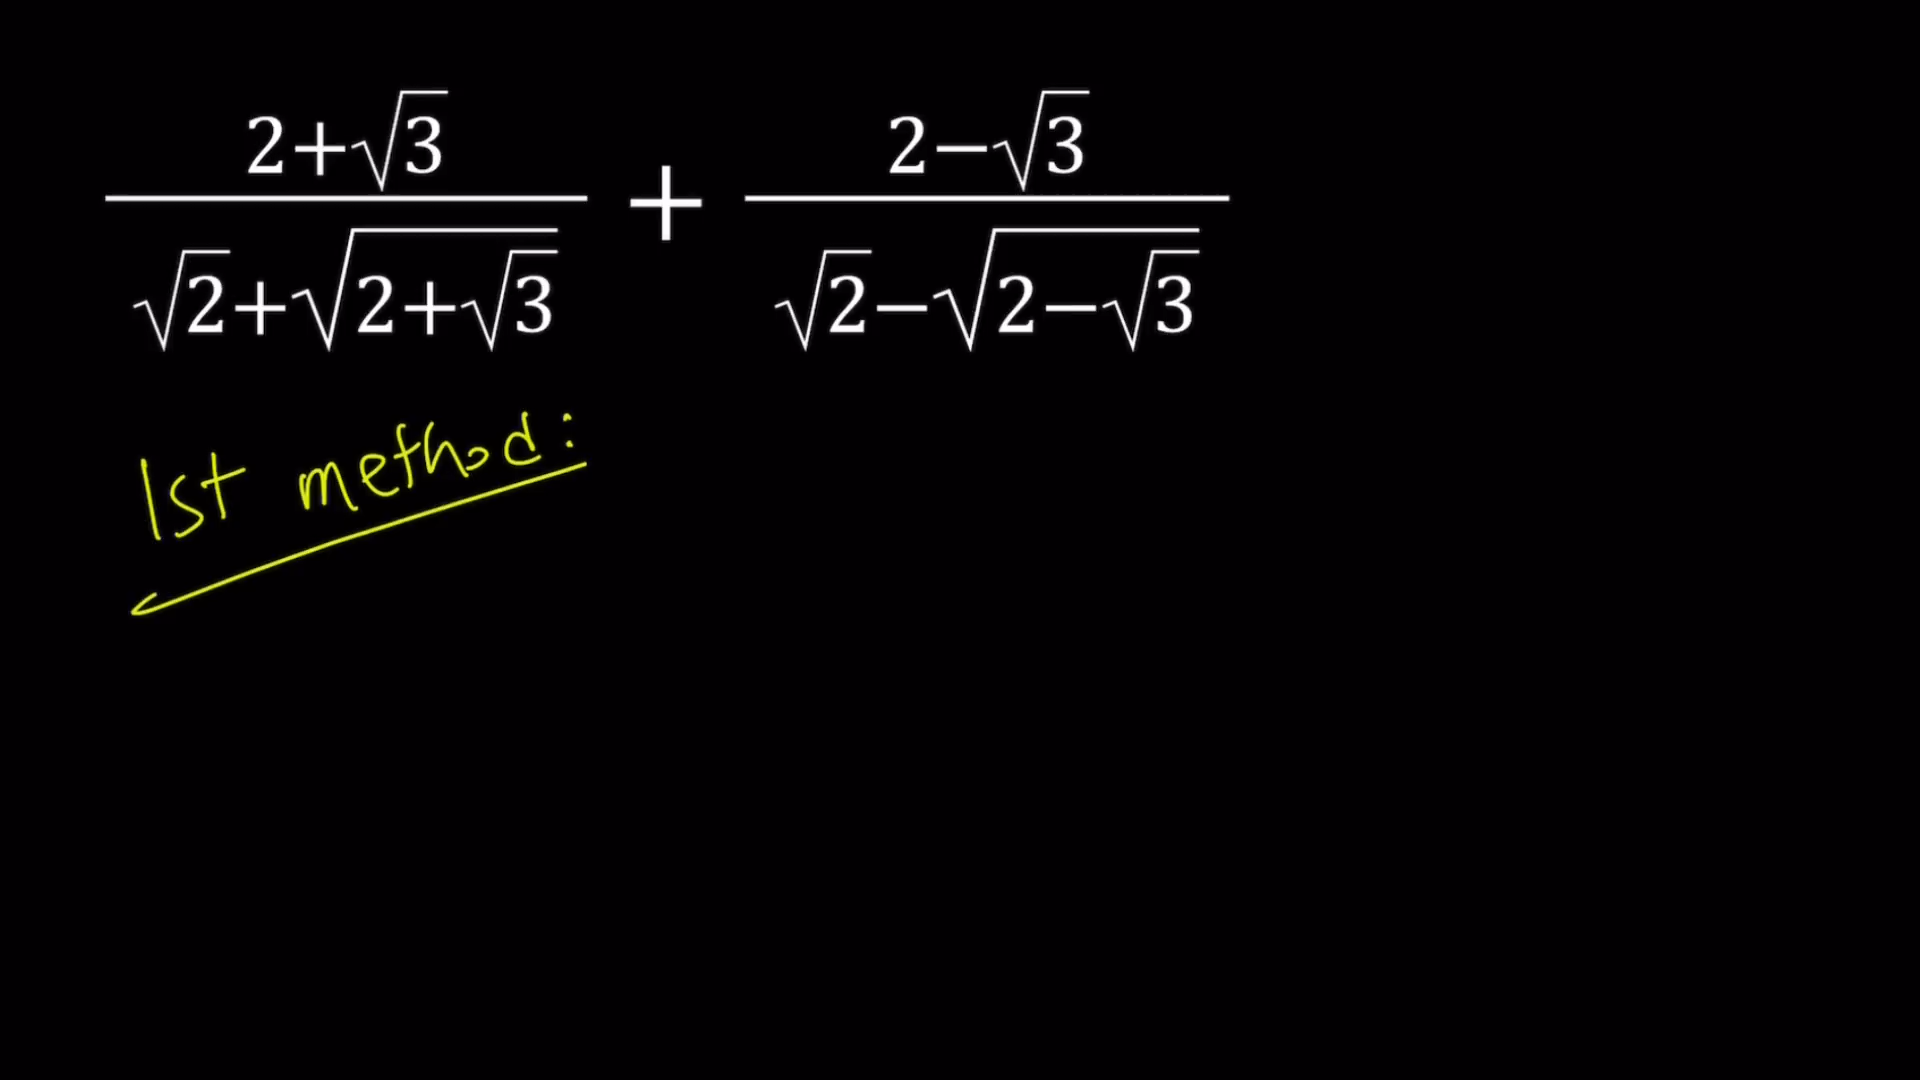 2+√3 / √2+√(2+√3) + 2−√3 / √2−√(2−√3)
1st method: